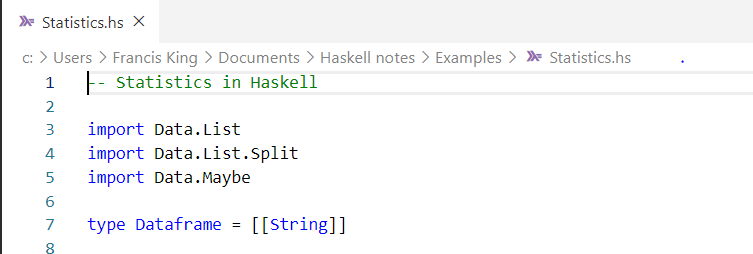 Statistics.hs
c: > Users > Francis King > Documents > Haskell notes > Examples > Statistics.hs
1 -- Statistics in Haskell
2
3 import Data.List
4 import Data.List.Split
5 import Data.Maybe
6
7 type Dataframe = [[String]]
8